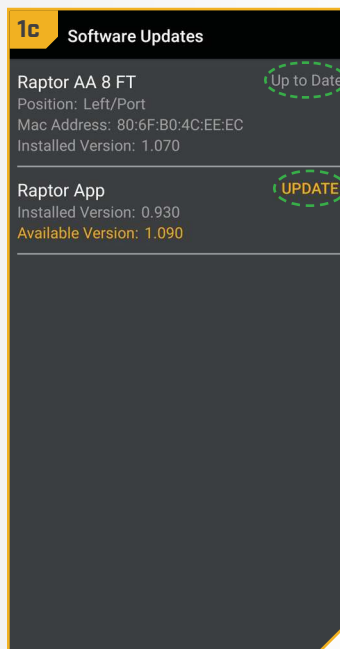 1c
Software Updates
Raptor AA 8 FT
Up to Date
Position: Left/Port
Mac Address: 80:6F:B0:4C:EE:EC
Installed Version: 1.070
Raptor App
UPDATE
Installed Version: 0.930
Available Version: 1.090